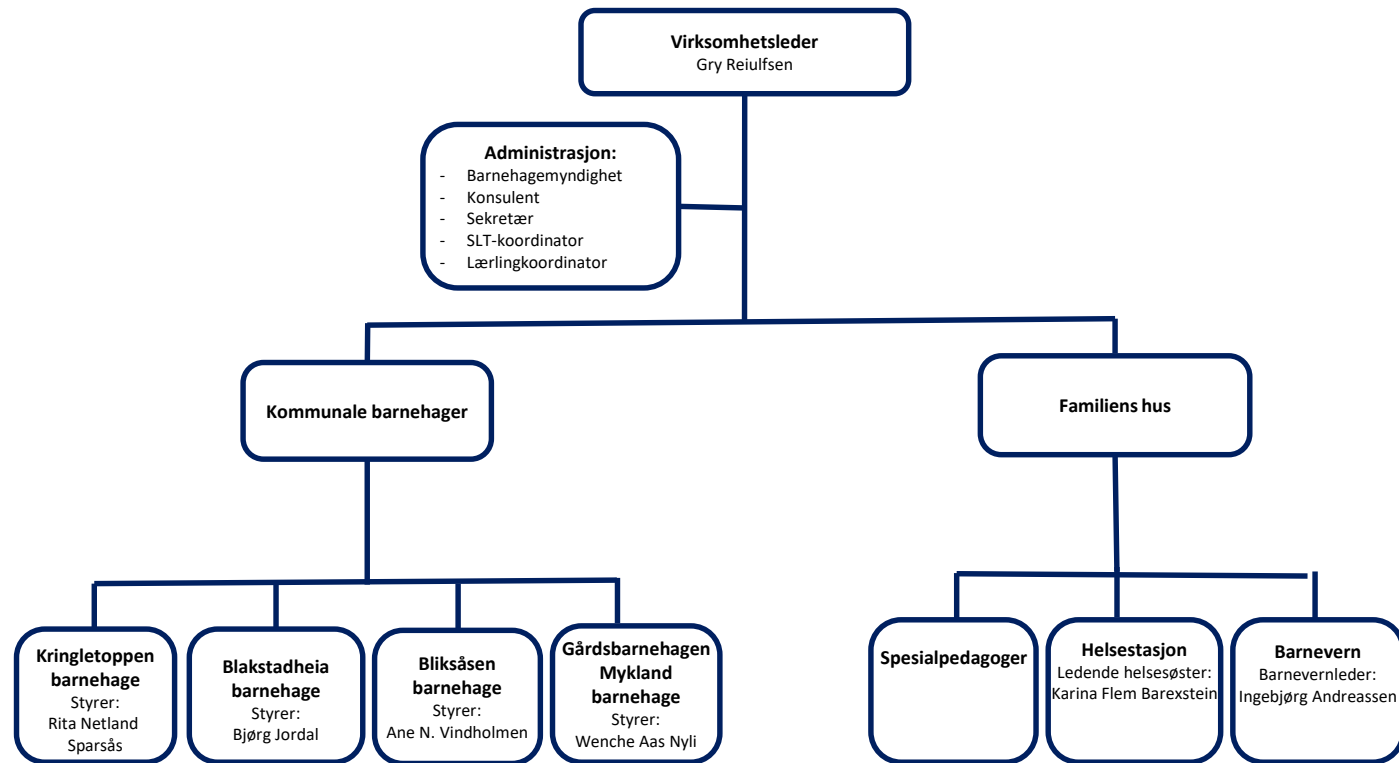 Virksomhetsleder
Gry Reiulfsen
Administrasjon:
- Barnehagemyndighet
- Konsulent
- Sekretær
- SLT-koordinator
- Lærlingkoordinator
Kommunale barnehager
Familiens hus
Kringletoppen
barnehage
Styrer:
Rita Netland
Sparsås
Blakstadheia
barnehage
Styrer:
Bjørg Jordal
Bliksåsen
barnehage
Styrer:
Ane N. Vindholmen
Gårdsbarnehagen
Mykland
barnehage
Styrer:
Wenche Aas Nyli
Spesialpedagoger
Helsestasjon
Ledende helsesøster:
Karina Flem Barexstein
Barnevern
Barnevernleder:
Ingebjørg Andreassen